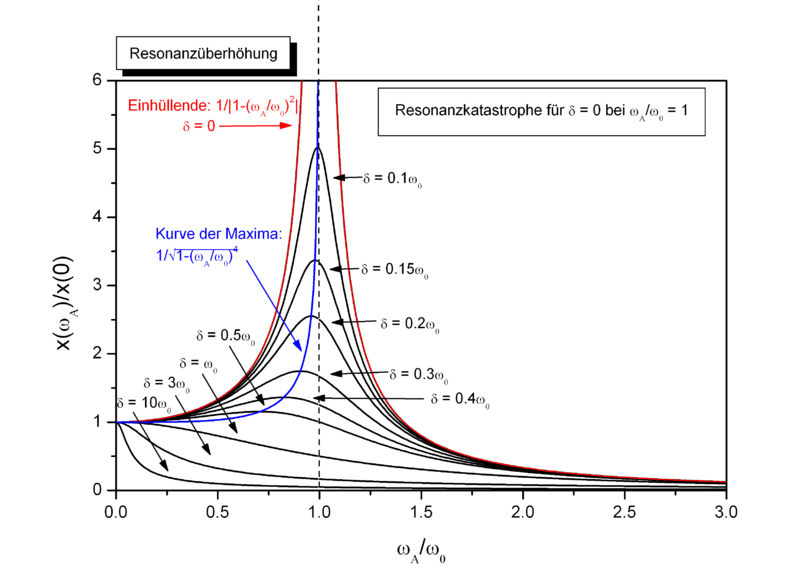 Resonanzüberhöhung
Einhüllende: 1/|1-(ω_A/ω_0)^2|
δ = 0
Resonanzkatastrophe für δ = 0 bei ω_A/ω_0 = 1
δ = 0.1ω_0
Kurve der Maxima:
1/√1-(ω_A/ω_0)^4
δ = 0.15ω_0
δ = 0.2ω_0
δ = 0.5ω_0
δ = ω_0
δ = 0.3ω_0
δ = 3ω_0
δ = 0.4ω_0
δ = 10ω_0
x(ω_A)/x(0)
6
5
4
3
2
1
0
0.0 0.5 1.0 1.5 2.0 2.5 3.0
ω_A/ω_0